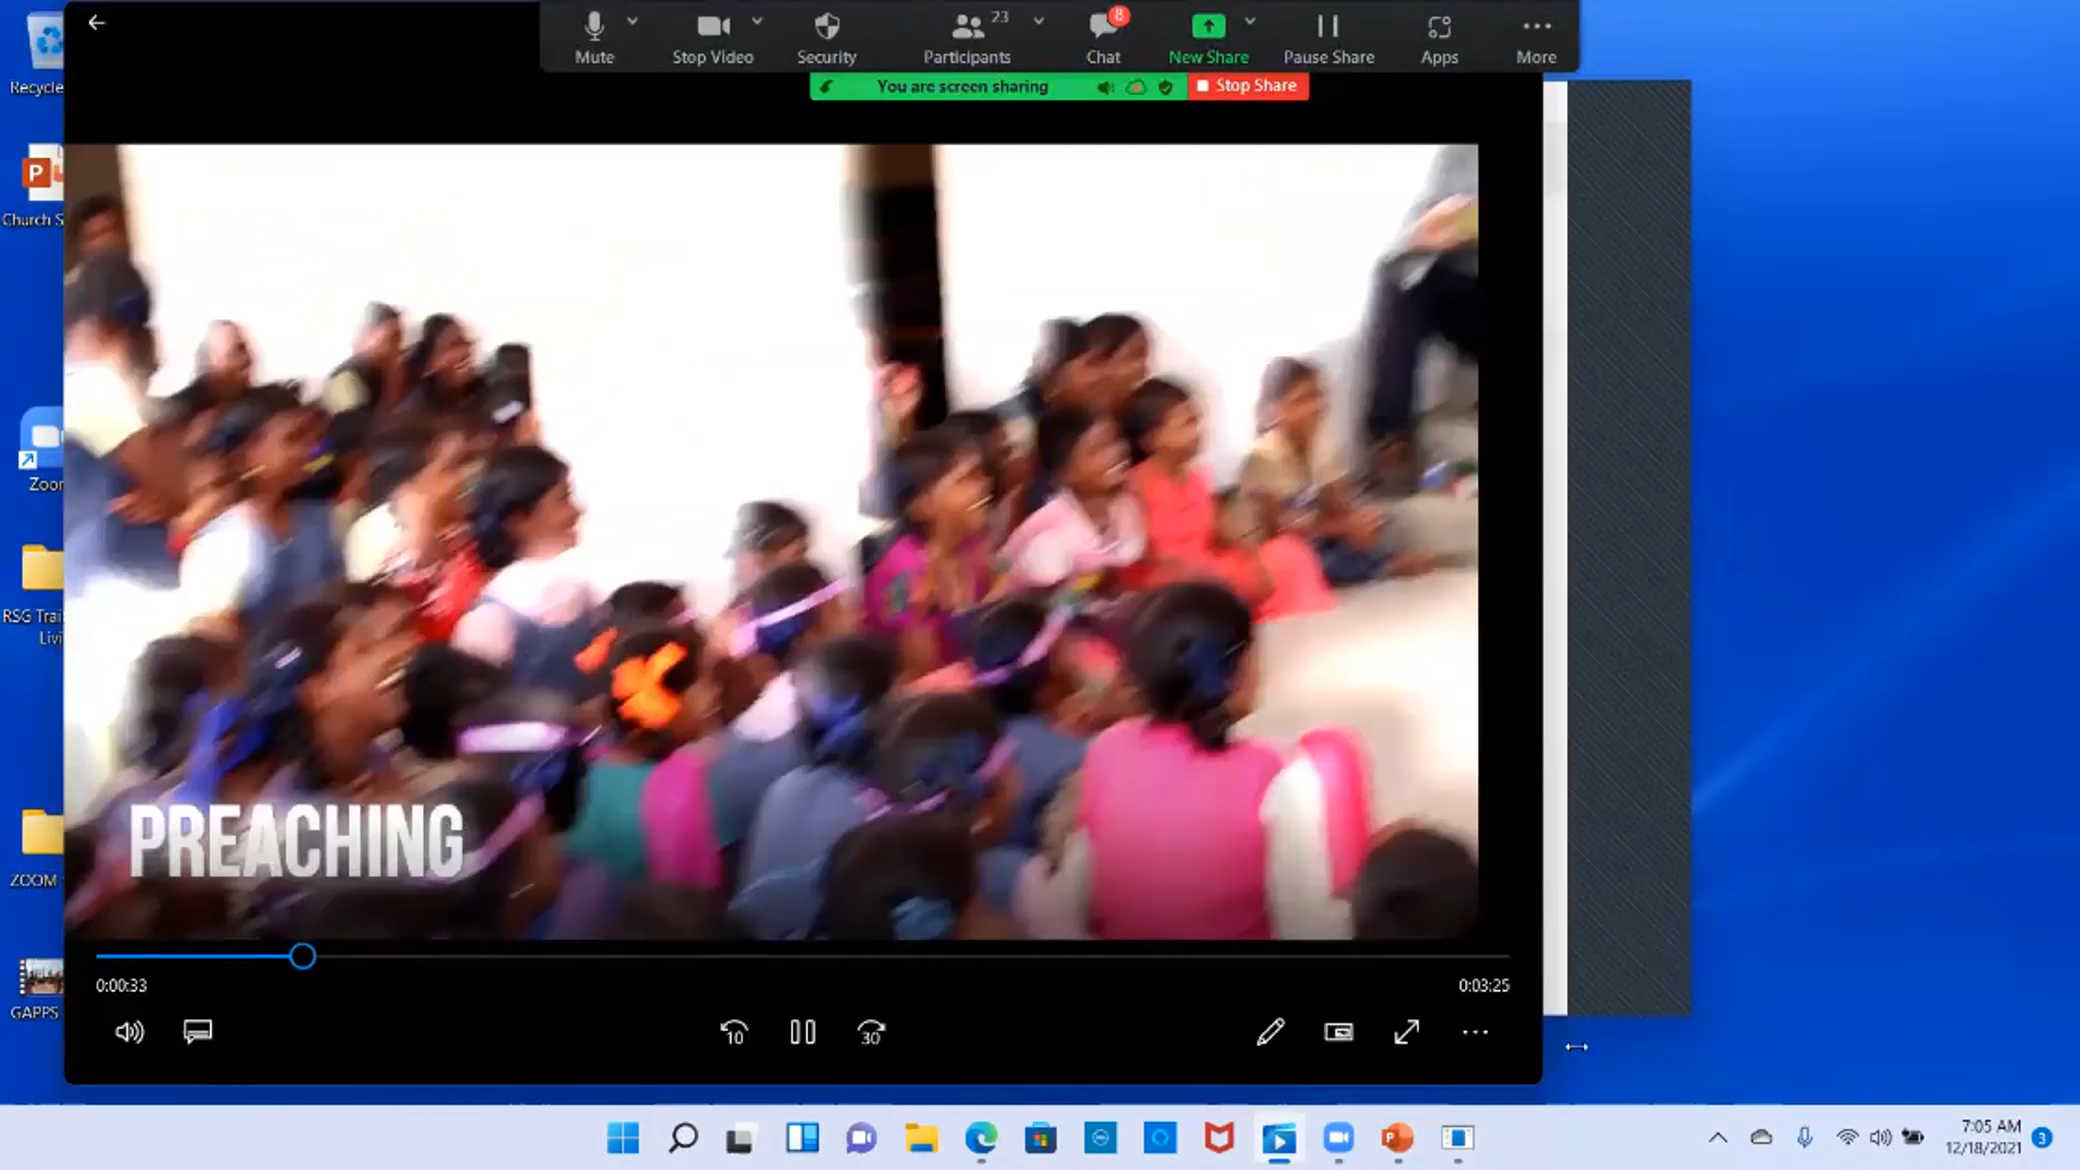 Mute
Stop Video
Security
23
Participants
8
Chat
New Share
Pause Share
Apps
More
You are screen sharing
Stop Share
Recycle
P
Church S
Zoor
RSG Trai
Livi
ZOOM
GAPPS
PREACHING
0:00:33
0:03:25
10
30
P
7:05 AM
12/18/2021
3